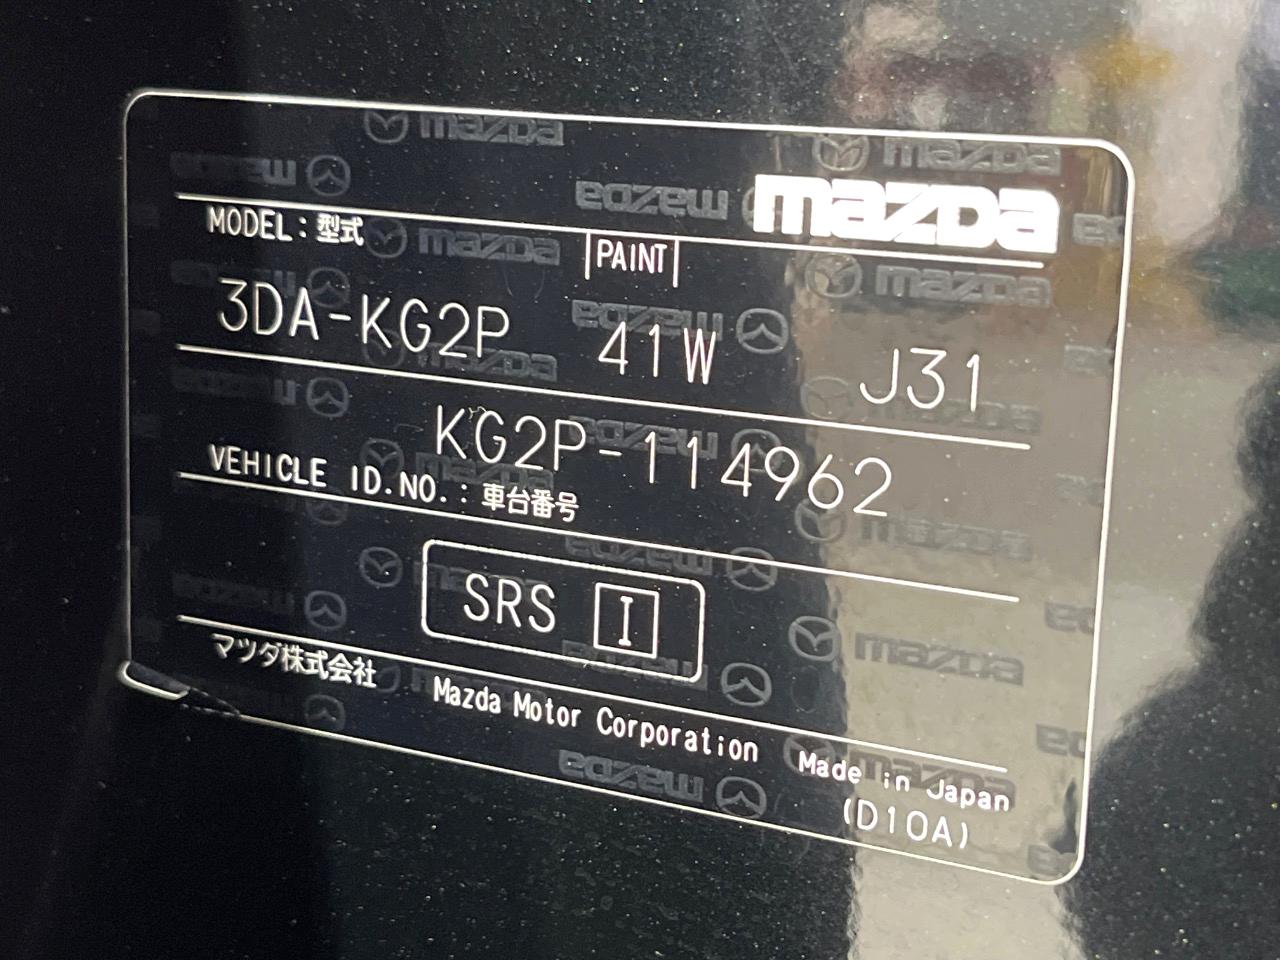 mazda
MODEL : 型式 PAINT
3DA-KG2P 41W J31
KG2P-114962
VEHICLE ID.NO. : 車台番号
SRS I
マツダ株式会社 Mazda Motor Corporation Made in Japan
(D10A)